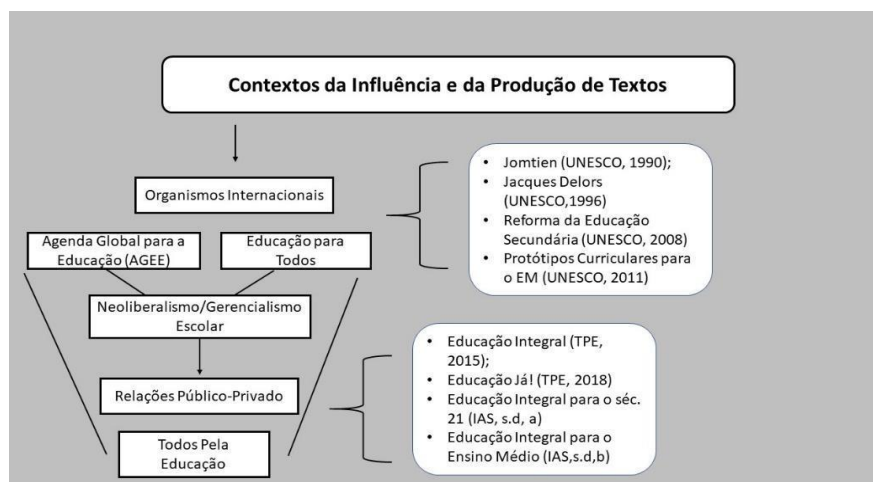 Contextos da Influência e da Produção de Textos
Organismos Internacionais
Agenda Global para a
Educação (AGEE)
Educação para
Todos
Neoliberalismo/Gerencialismo
Escolar
Relações Público-Privado
Todos Pela
Educação
• Jomtien (UNESCO, 1990);
• Jacques Delors
(UNESCO,1996)
• Reforma da Educação
Secundária (UNESCO, 2008)
• Protótipos Curriculares para
o EM (UNESCO, 2011)
• Educação Integral (TPE,
2015);
• Educação Já! (TPE, 2018)
• Educação Integral para o séc.
21 (IAS, s.d, a)
• Educação Integral para o
Ensino Médio (IAS,s.d,b)